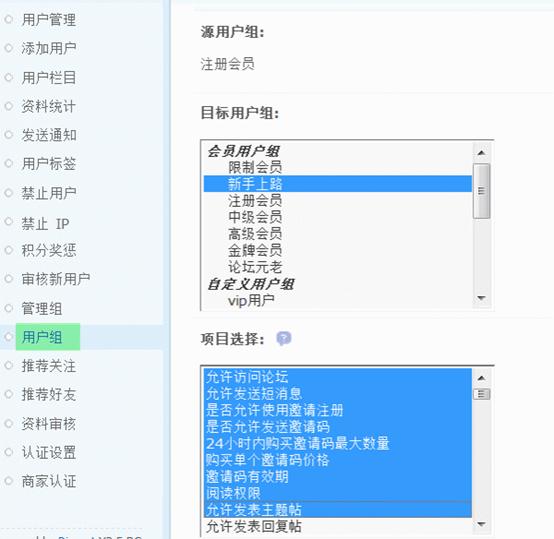 用户管理
添加用户
用户栏目
资料统计
发送通知
用户标签
禁止用户
禁止 IP
积分奖惩
审核新用户
管理组
用户组
推荐关注
推荐好友
资料审核
认证设置
商家认证
源用户组:
注册会员
目标用户组:
会员用户组
限制会员
新手上路
注册会员
中级会员
高级会员
金牌会员
论坛元老
自定义用户组
vip用户
项目选择:
?
允许访问论坛
允许发送短消息
是否允许使用邀请注册
是否允许发送邀请码
24小时内购买邀请码最大数量
购买单个邀请码价格
邀请码有效期
阅读权限
允许发表主题帖
允许发表回复帖